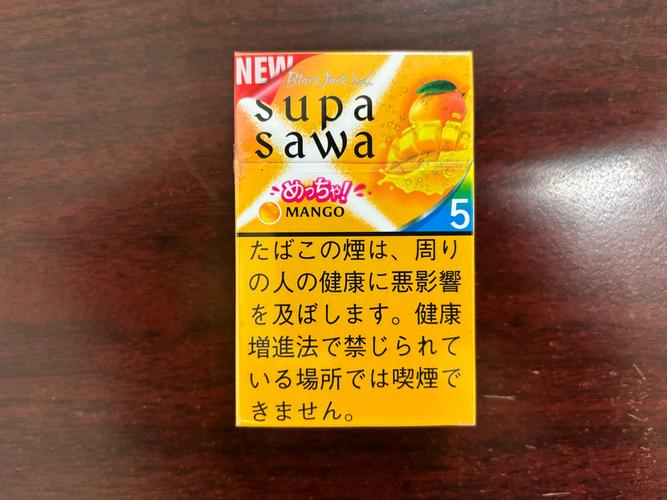 NEW
Black Jack
supa
sawa
めっちゃ!
MANGO
5
たばこの煙は、周り
の人の健康に悪影響
を及ぼします。健康
増進法で禁じられて
いる場所では喫煙で
きません。